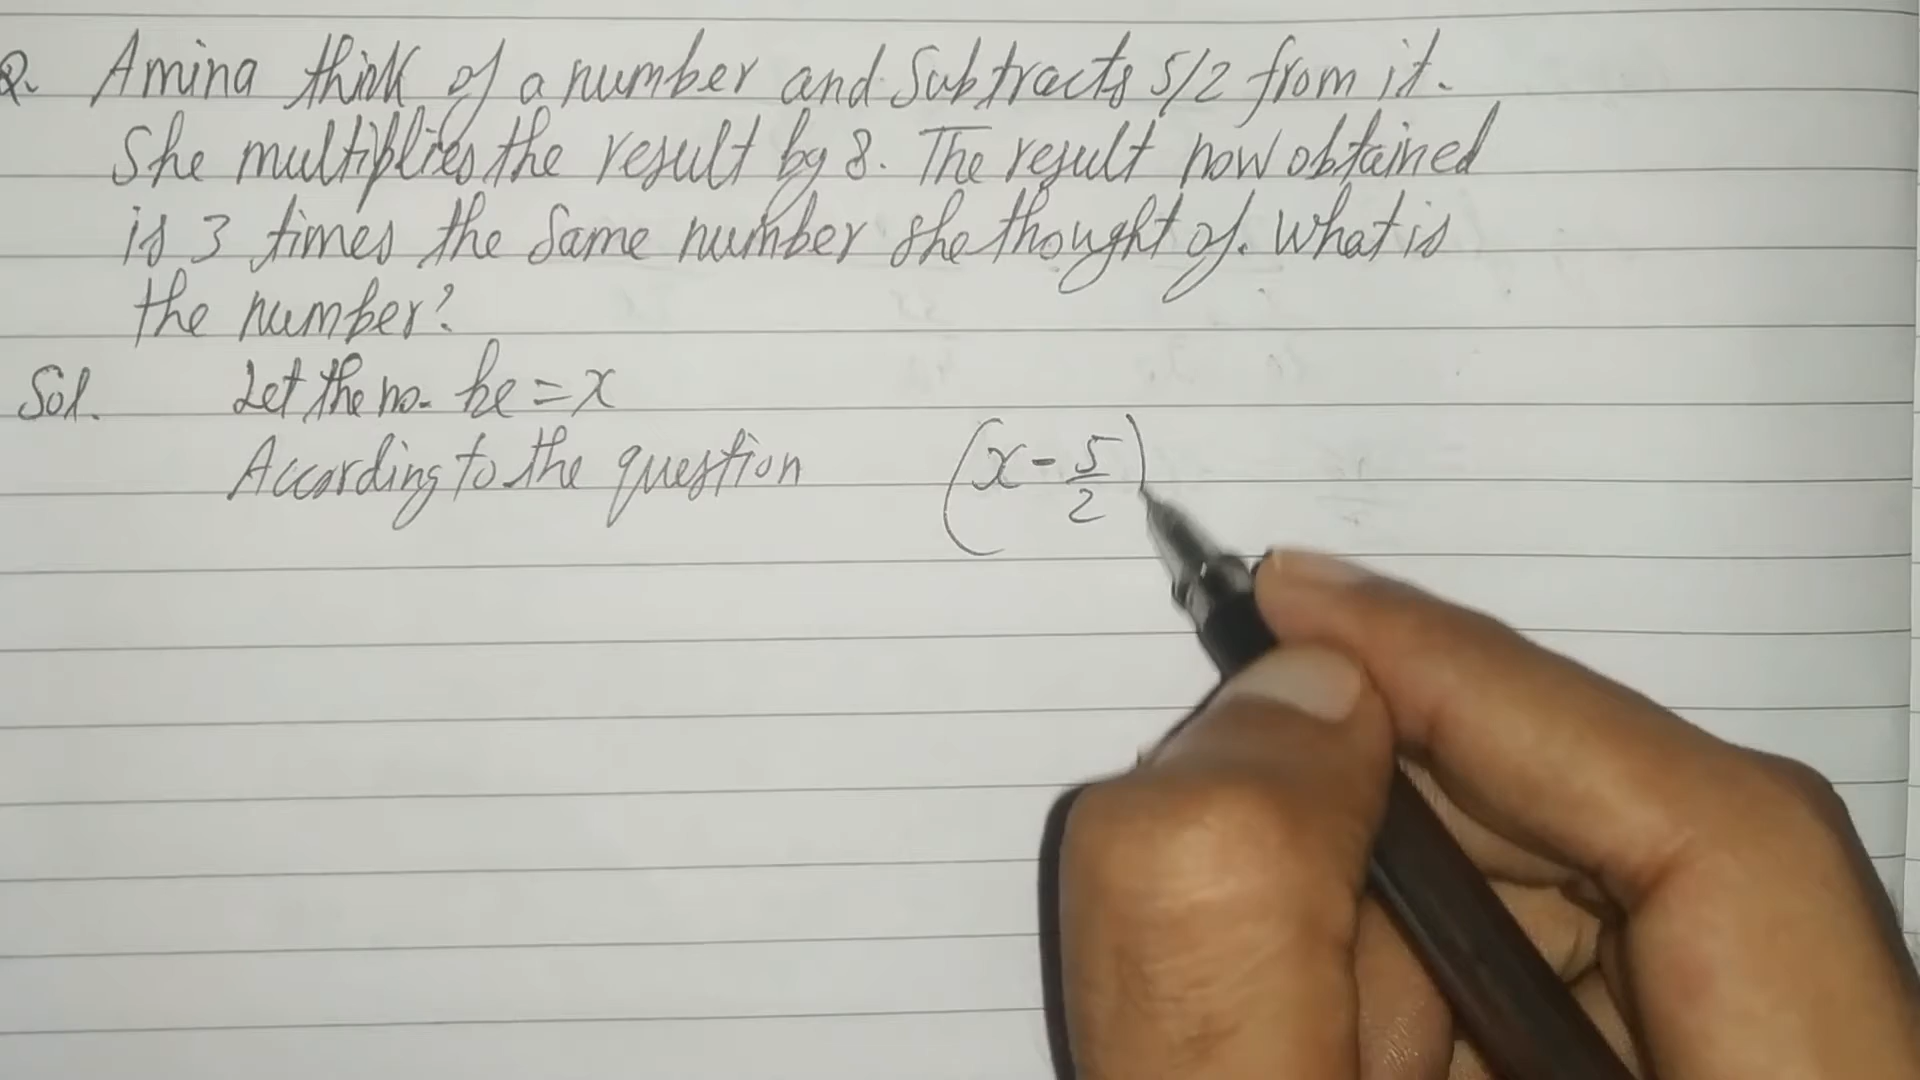 Q. Amina think of a number and Subtracts 5/2 from it.
She multiplies the result by 8. The result now obtained
is 3 times the Same number she thought of. What is
the number?
Sol. Let the no. be = x
According to the question (x - 5/2)